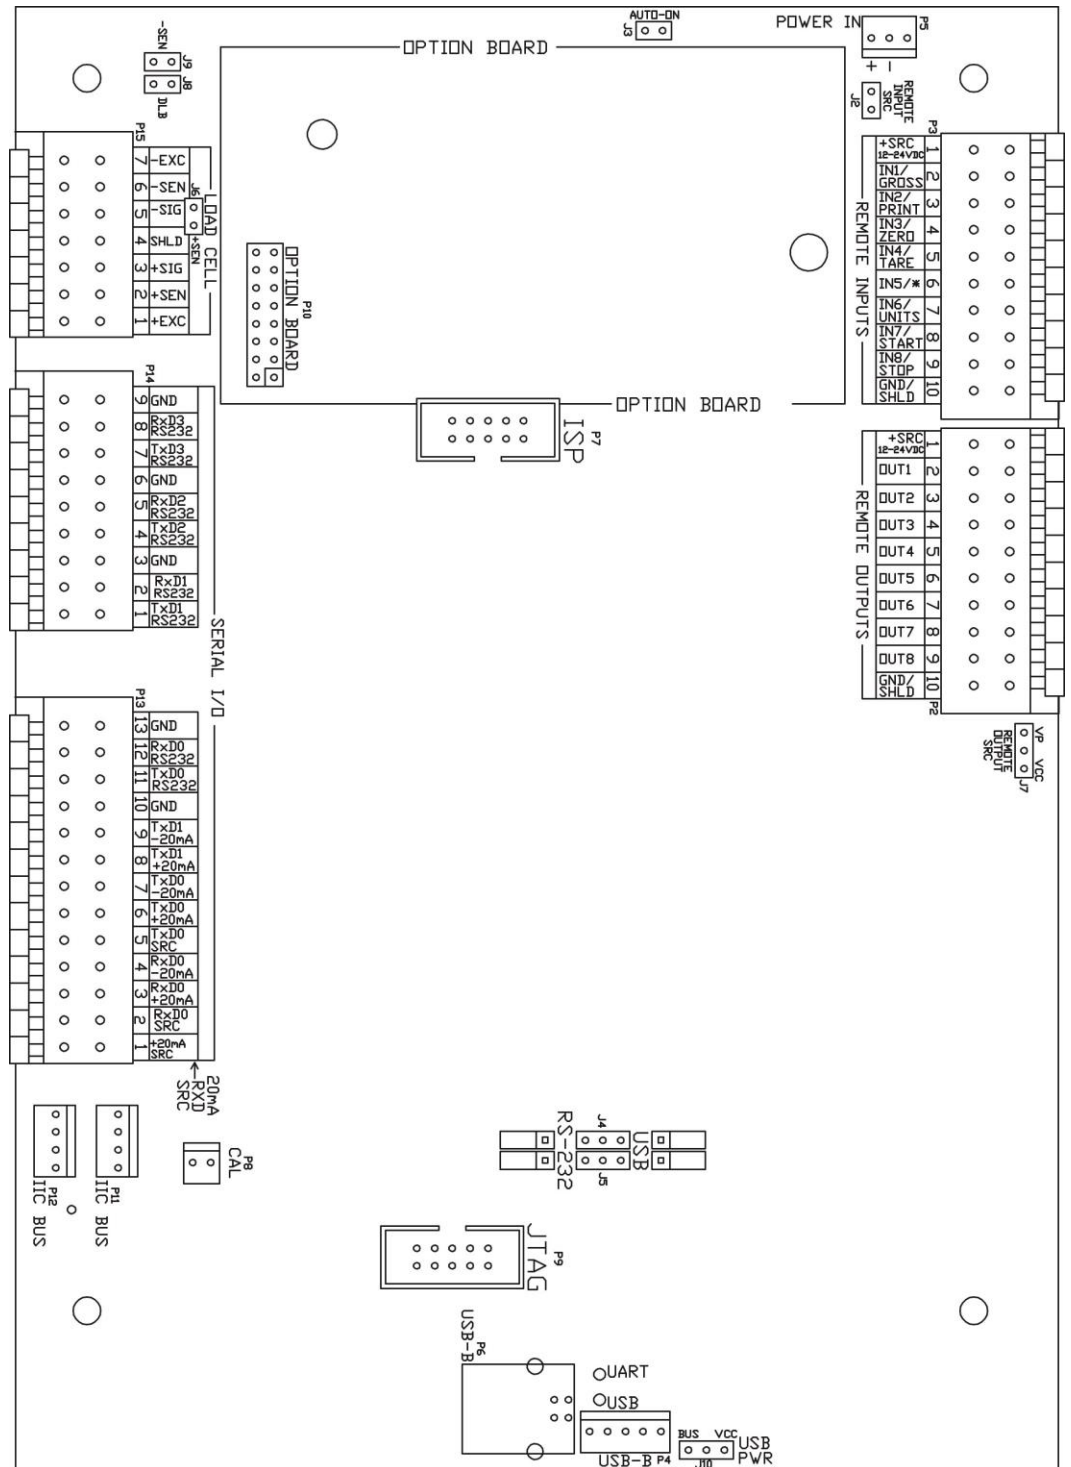 AUTO-ON
J3
POWER IN
P5
+ -
-SEN
J9
J8
DLB
OPTION BOARD
J2
REMOTE
INPUT
SRC
P15
7 -EXC
6 -SEN
5 -SIG
4 SHLD
3 +SIG
2 +SEN
1 +EXC
J6
+SEN
LOAD CELL
OPTION BOARD
P10
P3
+SRC
12-24VDC 1
IN1/
GROSS 2
IN2/
PRINT 3
IN3/
ZERO 4
IN4/
TARE 5
IN5/* 6
IN6/
UNITS 7
IN7/
START 8
IN8/
STOP 9
GND/
SHLD 10
REMOTE INPUTS
OPTION BOARD
P7
ISP
P14
9 GND
8 RxD3
RS232
7 TxD3
RS232
6 GND
5 RxD2
RS232
4 TxD2
RS232
3 GND
2 RxD1
RS232
1 TxD1
RS232
SERIAL I/O
+SRC
12-24VDC 1
OUT1 2
OUT2 3
OUT3 4
OUT4 5
OUT5 6
OUT6 7
OUT7 8
OUT8 9
GND/
SHLD 10
P2
REMOTE OUTPUTS
VP VCC
J7
REMOTE
OUTPUT
SRC
P13
13 GND
12 RxD0
RS232
11 TxD0
RS232
10 GND
9 TxD1
-20mA
8 TxD1
+20mA
7 TxD0
-20mA
6 TxD0
+20mA
5 TxD0
SRC
4 RxD0
-20mA
3 RxD0
+20mA
2 RxD0
SRC
1 +20mA
SRC
20mA
RXD
SRC
P12
IIC BUS
P11
IIC BUS
P8
CAL
RS-232
J4
J5
USB
P9
JTAG
P6
USB-B
UART
USB
USB-B P4
BUS VCC
J10
USB
PWR